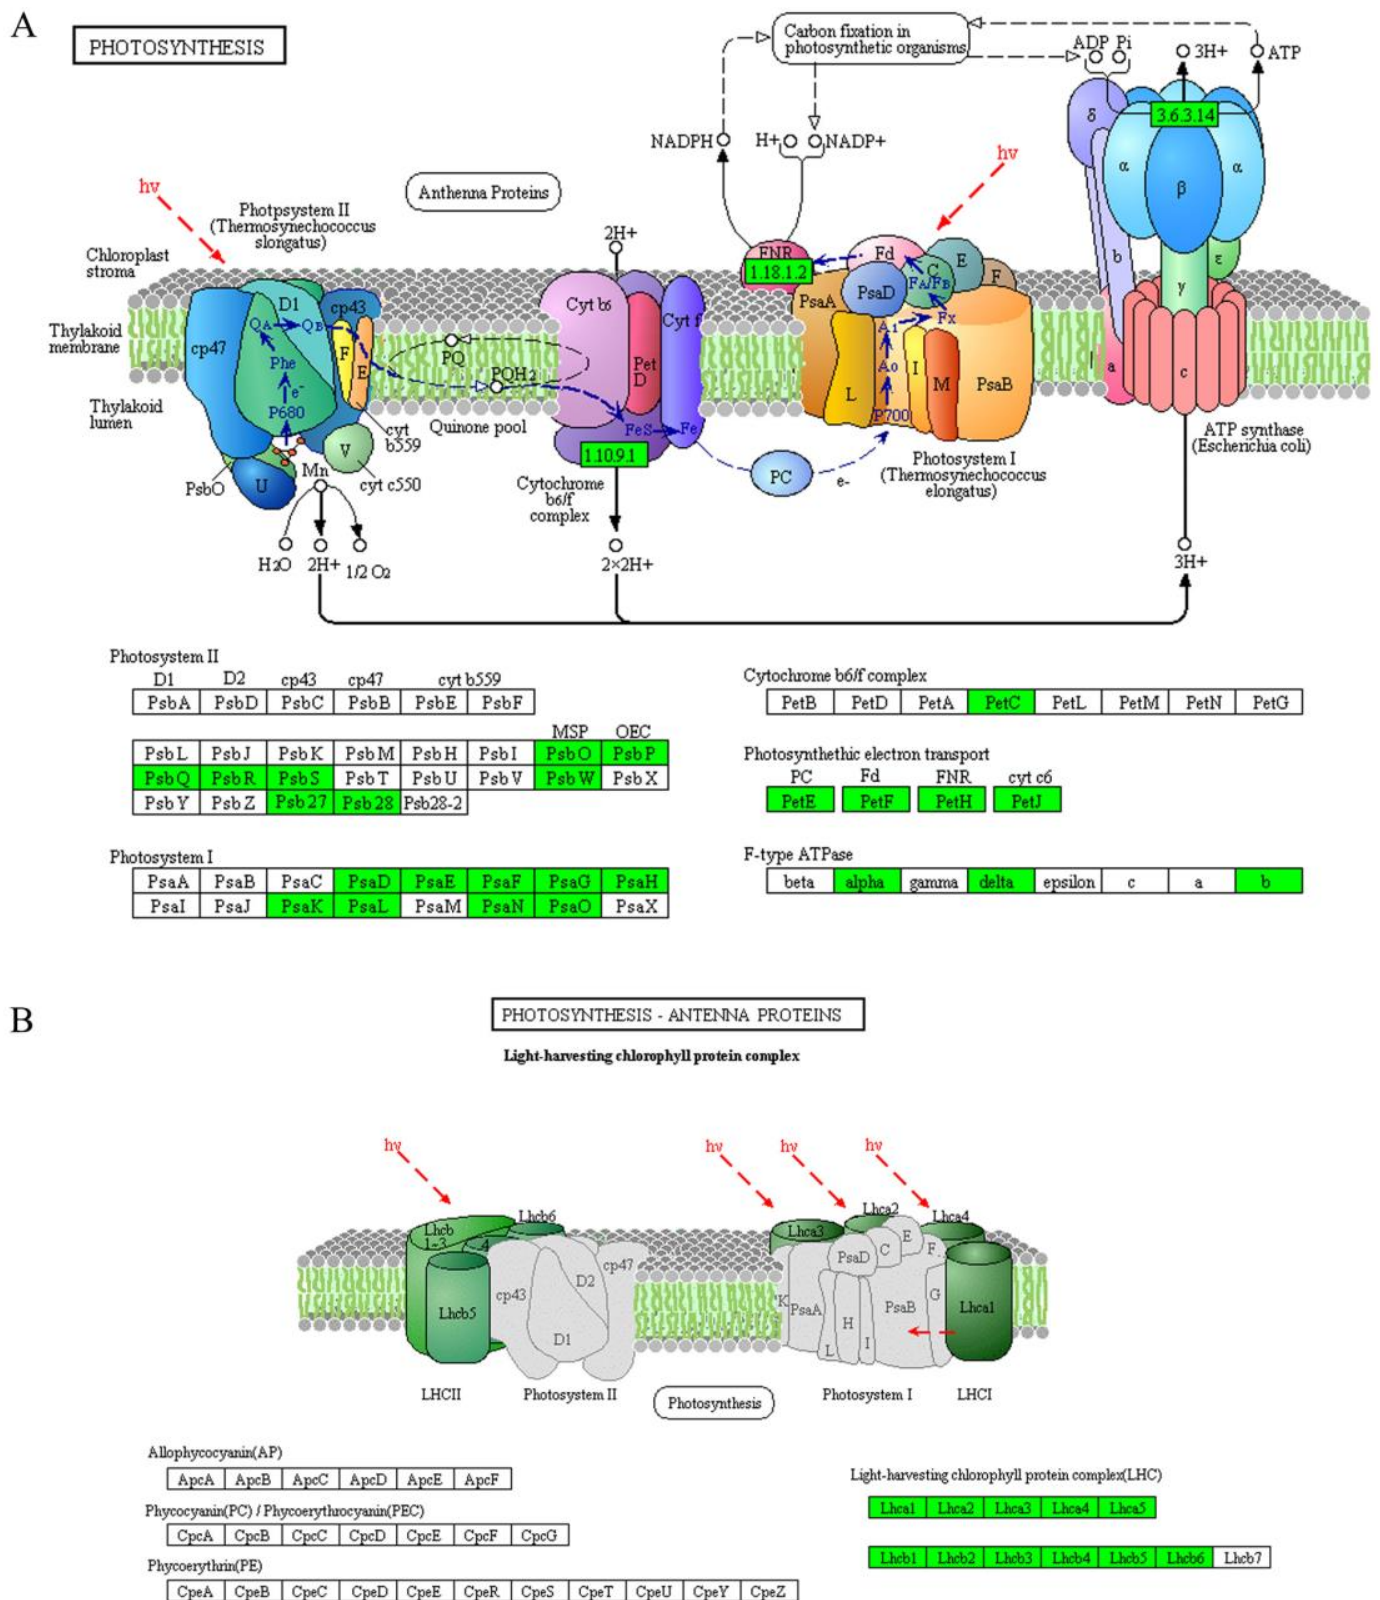 A
PHOTOSYNTHESIS
Carbon fixation in
photosynthetic organisms
ADP Pi
3H+
ATP
3.6.3.14
δ
α
β
α
b
ε
γ
a
c
I
NADPH
H+
NADP+
hν
hν
Anthenna Proteins
Photpsystem II
(Thermosynechococcus
slongatus)
2H+
Chloroplast
stroma
FNR
1.18.1.2
Fd
C
E
F
FA/FB
PsaD
PsaA
Fx
A1
A0
P700
L
I
M
PsaB
D1
cp43
QA
QB
cp47
Phe
e-
P680
F
E
Thylakoid
membrane
PQ
PQH2
Cyt b6
Pet
D
Cyt f
FeS
Fe
1.10.9.1
Thylakoid
lumen
Quinone pool
cyt
b559
V
Mn
PsbO
U
cyt c550
PC
e-
Cytochrome
b6/f
complex
Photosystem I
(Thermosynechococcus
elongatus)
ATP synthase
(Escherichia coli)
H2O
2H+
1/2 O2
2×2H+
3H+
Photosystem II
D1 D2 cp43 cp47 cyt b559
PsbA PsbD PsbC PsbB PsbE PsbF
MSP OEC
PsbL PsbJ PsbK PsbM PsbH PsbI PsbO PsbP
PsbQ PsbR PsbS PsbT PsbU PsbV PsbW PsbX
PsbY PsbZ Psb27 Psb28 Psb28-2
Photosystem I
PsaA PsaB PsaC PsaD PsaE PsaF PsaG PsaH
PsaI PsaJ PsaK PsaL PsaM PsaN PsaO PsaX
Cytochrome b6/f complex
PetB PetD PetA PetC PetL PetM PetN PetG
Photosynthethic electron transport
PC Fd FNR cyt c6
PetE PetF PetH PetJ
F-type ATPase
beta alpha gamma delta epsilon c a b
B
PHOTOSYNTHESIS - ANTENNA PROTEINS
Light-harvesting chlorophyll protein complex
hν
hν
hν
hν
Lhcb
1-3
4
Lhcb6
Lhcb5
cp43
D2
cp47
D1
Lhca3
Lhca2
Lhca4
E
C
PsaD
F
K
PsaA
PsaB
G
H
L
I
Lhca1
LHCII
Photosystem II
Photosynthesis
Photosystem I
LHCI
Allophycocyanin(AP)
ApcA ApcB ApcC ApcD ApcE ApcF
Phycocyanin(PC) / Phycoerythrocyanin(PEC)
CpcA CpcB CpcC CpcD CpcE CpcF CpcG
Phycoerythrin(PE)
CpeA CpeB CpeC CpeD CpeE CpeR CpeS CpeT CpeU CpeY CpeZ
Light-harvesting chlorophyll protein complex(LHC)
Lhca1 Lhca2 Lhca3 Lhca4 Lhca5
Lhcb1 Lhcb2 Lhcb3 Lhcb4 Lhcb5 Lhcb6 Lhcb7